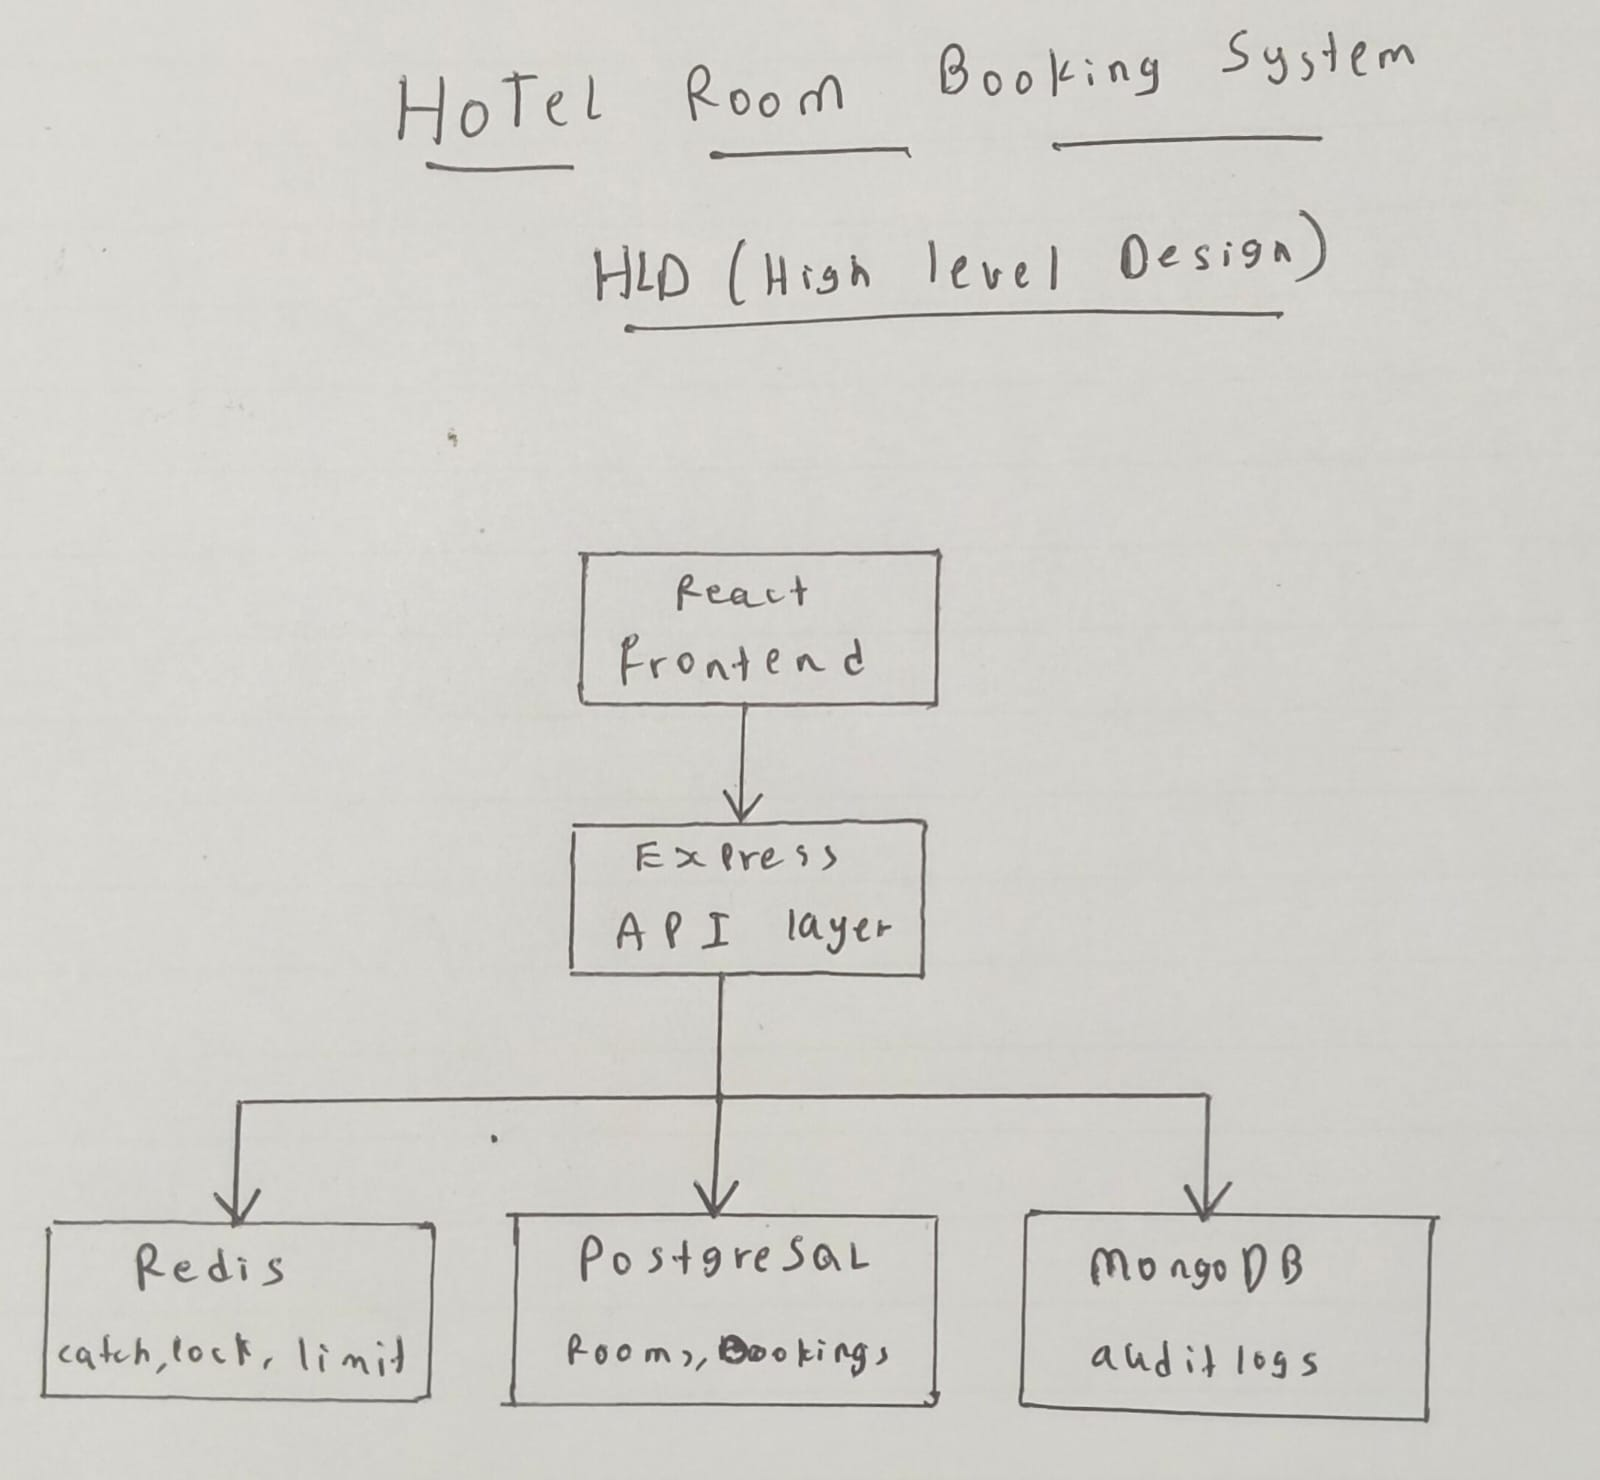 HoTel Room Booking System
HLD (High level Design)
React
frontend
Express
API layer
Redis
catch, lock, limit
PostgreSQL
Rooms, Bookings
MongoDB
audit logs